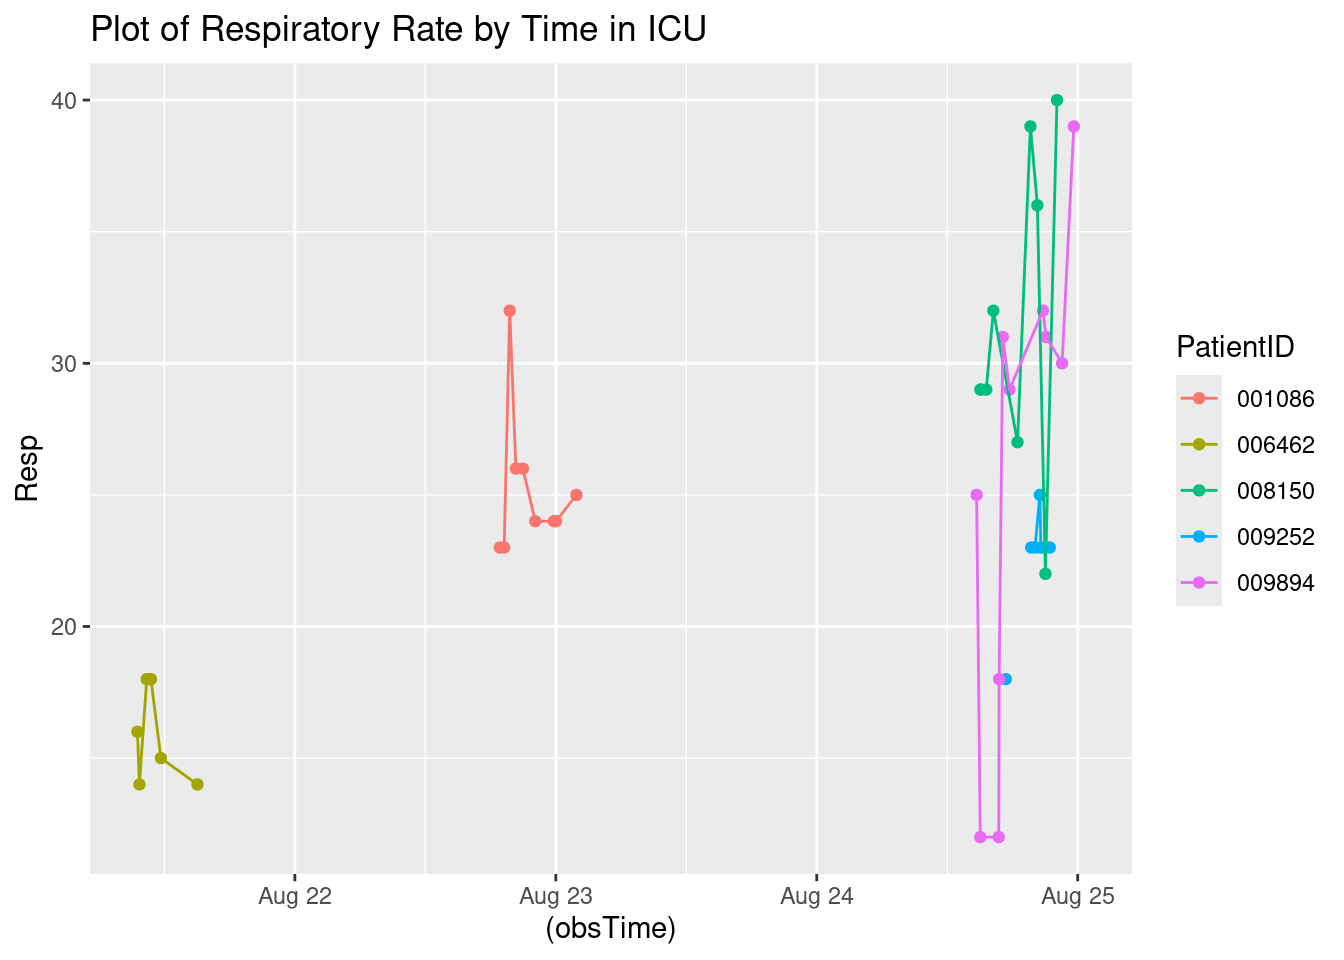 Plot of Respiratory Rate by Time in ICU
40
30
20
Resp
Aug 22
Aug 23
Aug 24
Aug 25
(obsTime)
PatientID
001086
006462
008150
009252
009894